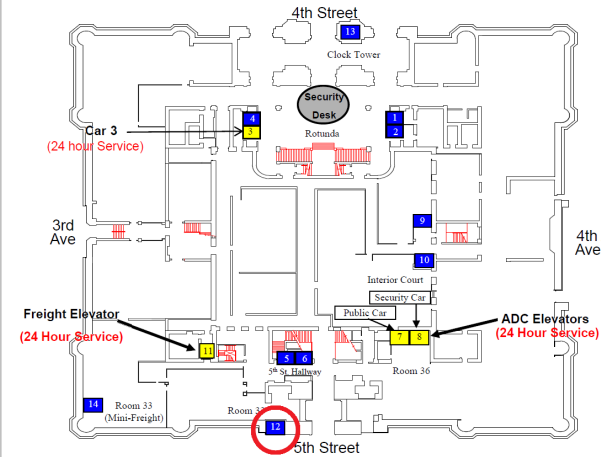 4th Street
13
Clock Tower
Security
Desk
Rotunda
4
3
1
2
Car 3
(24 hour Service)
3rd
Ave
9
4th
Ave
10
Interior Court
Security Car
Public Car
Freight Elevator
(24 Hour Service)
ADC Elevators
(24 Hour Service)
7
8
11
5
6
5th St. Hallway
Room 36
14
Room 33
(Mini-Freight)
12
5th Street